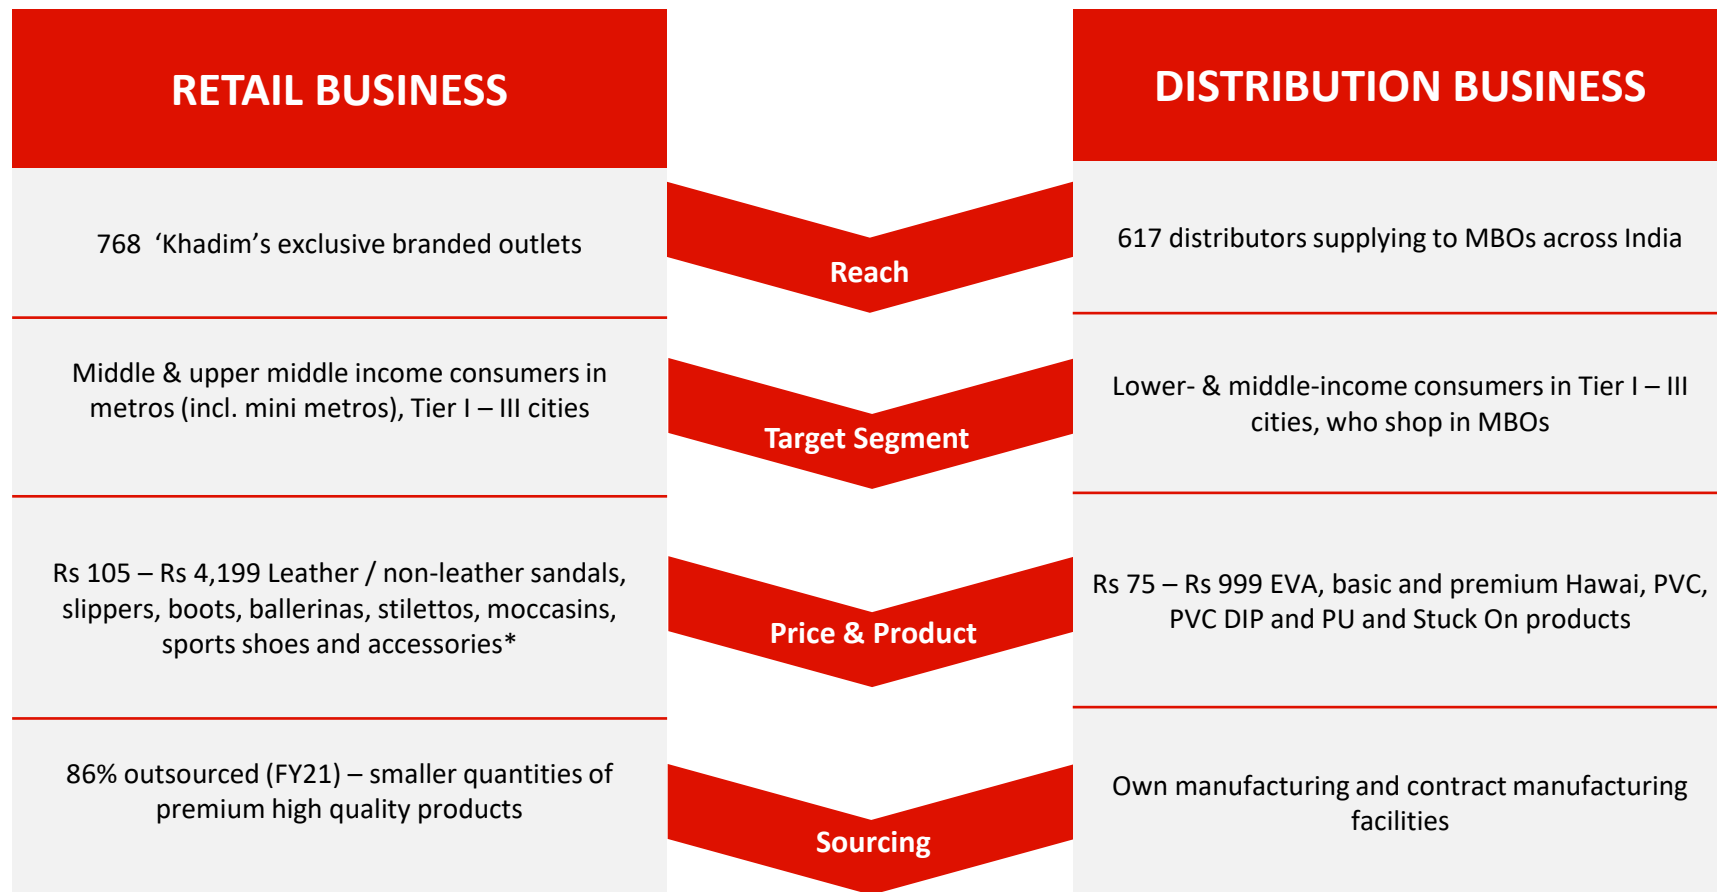 RETAIL BUSINESS
DISTRIBUTION BUSINESS
768  ‘Khadim’s exclusive branded outlets
Reach
617 distributors supplying to MBOs across India
Middle & upper middle income consumers in
metros (incl. mini metros), Tier I – III cities
Target Segment
Lower- & middle-income consumers in Tier I – III
cities, who shop in MBOs
Rs 105 – Rs 4,199 Leather / non-leather sandals,
slippers, boots, ballerinas, stilettos, moccasins,
sports shoes and accessories*
Price & Product
Rs 75 – Rs 999 EVA, basic and premium Hawai, PVC,
PVC DIP and PU and Stuck On products
86% outsourced (FY21) – smaller quantities of
premium high quality products
Sourcing
Own manufacturing and contract manufacturing
facilities